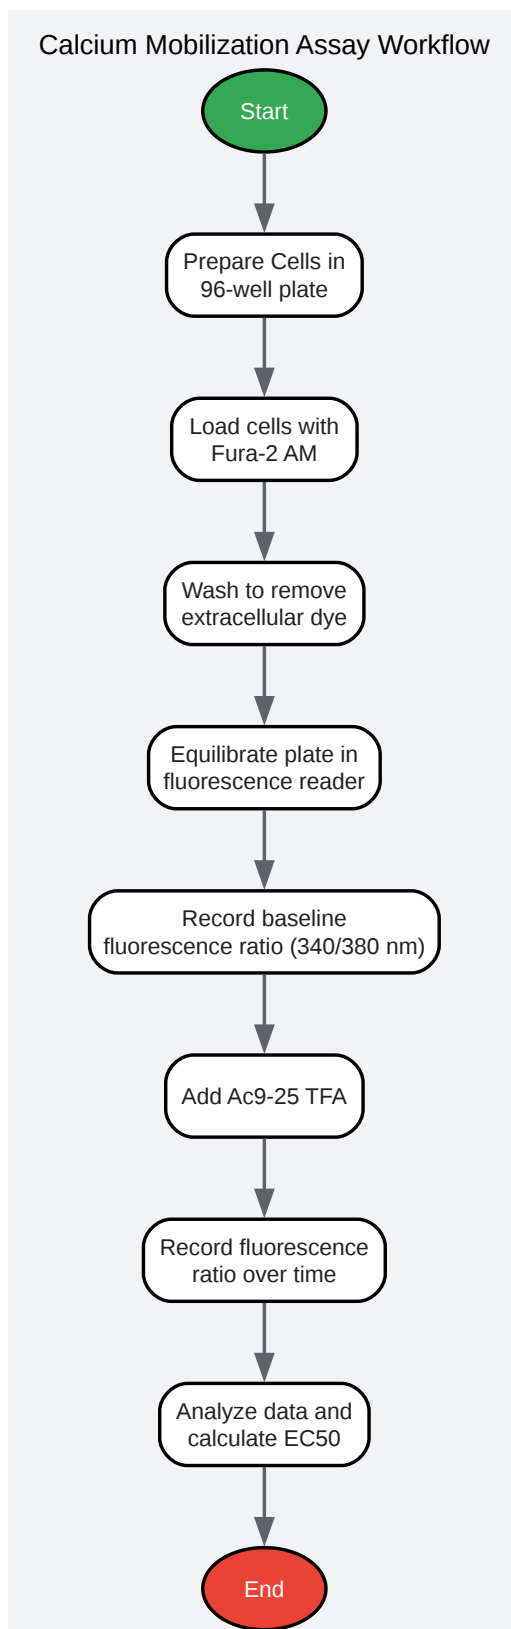 Calcium Mobilization Assay Workflow
Start
Prepare Cells in
96-well plate
Load cells with
Fura-2 AM
Wash to remove
extracellular dye
Equilibrate plate in
fluorescence reader
Record baseline
fluorescence ratio (340/380 nm)
Add Ac9-25 TFA
Record fluorescence
ratio over time
Analyze data and
calculate EC50
End